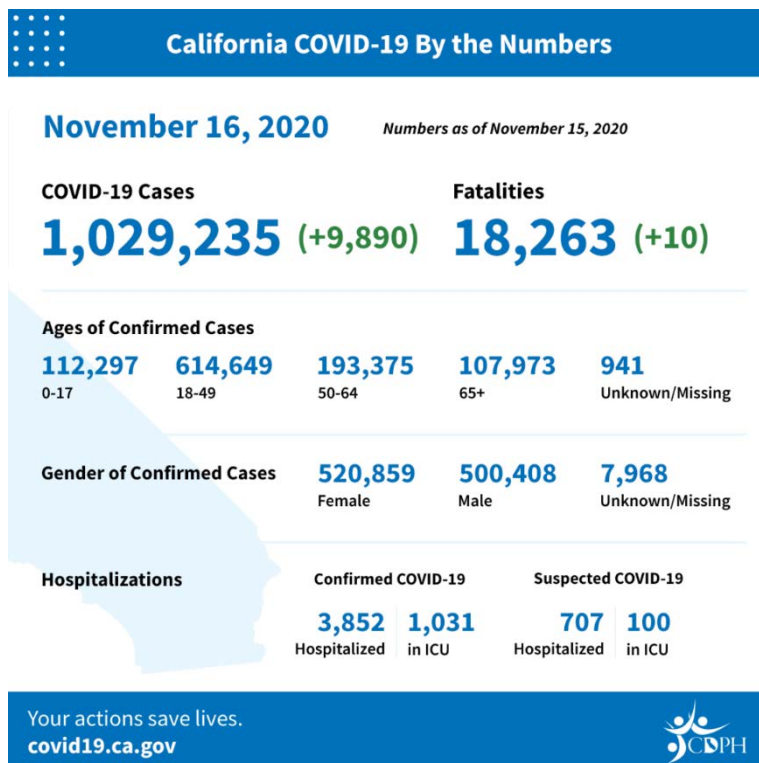 California COVID-19 By the Numbers
November 16, 2020 Numbers as of November 15, 2020
COVID-19 Cases Fatalities
1,029,235 (+9,890) 18,263 (+10)
Ages of Confirmed Cases
112,297 614,649 193,375 107,973 941
0-17 18-49 50-64 65+ Unknown/Missing
Gender of Confirmed Cases 520,859 500,408 7,968
Female Male Unknown/Missing
Hospitalizations Confirmed COVID-19 Suspected COVID-19
3,852 1,031 707 100
Hospitalized in ICU Hospitalized in ICU
Your actions save lives.
covid19.ca.gov
CDPH